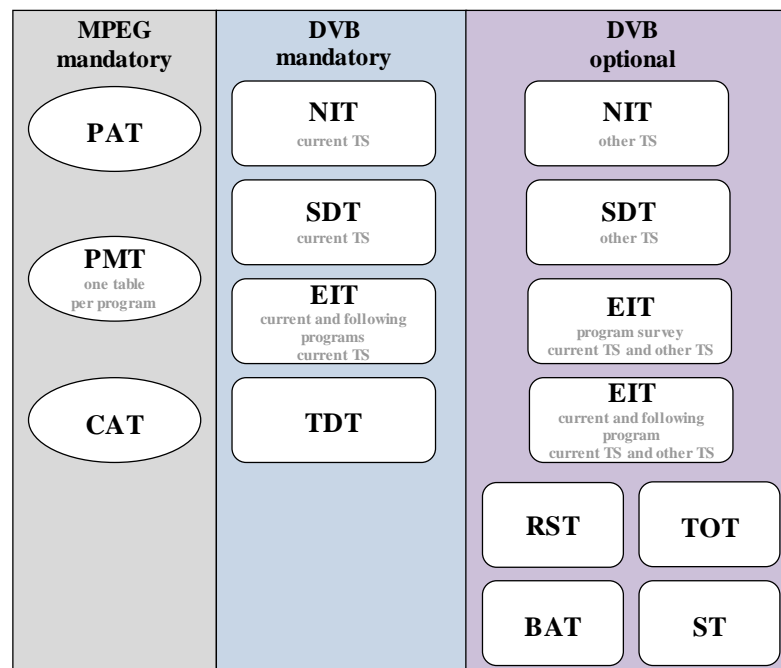 MPEG
mandatory
PAT
PMT
one table
per program
CAT
DVB
mandatory
NIT
current TS
SDT
current TS
EIT
current and following
programs
current TS
TDT
DVB
optional
NIT
other TS
SDT
other TS
EIT
program survey
current TS and other TS
EIT
current and following
program
current TS and other TS
RST
TOT
BAT
ST